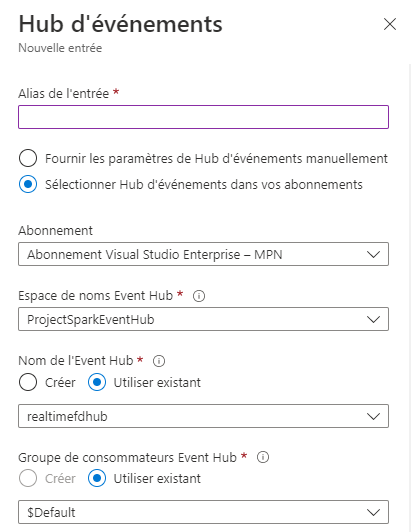 Hub d'événements
Nouvelle entrée
Alias de l'entrée *
Fournir les paramètres de Hub d'événements manuellement
Sélectionner Hub d'événements dans vos abonnements
Abonnement
Abonnement Visual Studio Enterprise – MPN
Espace de noms Event Hub *
ProjectSparkEventHub
Nom de l'Event Hub *
Créer Utiliser existant
realtimefdhub
Groupe de consommateurs Event Hub *
Créer Utiliser existant
$Default